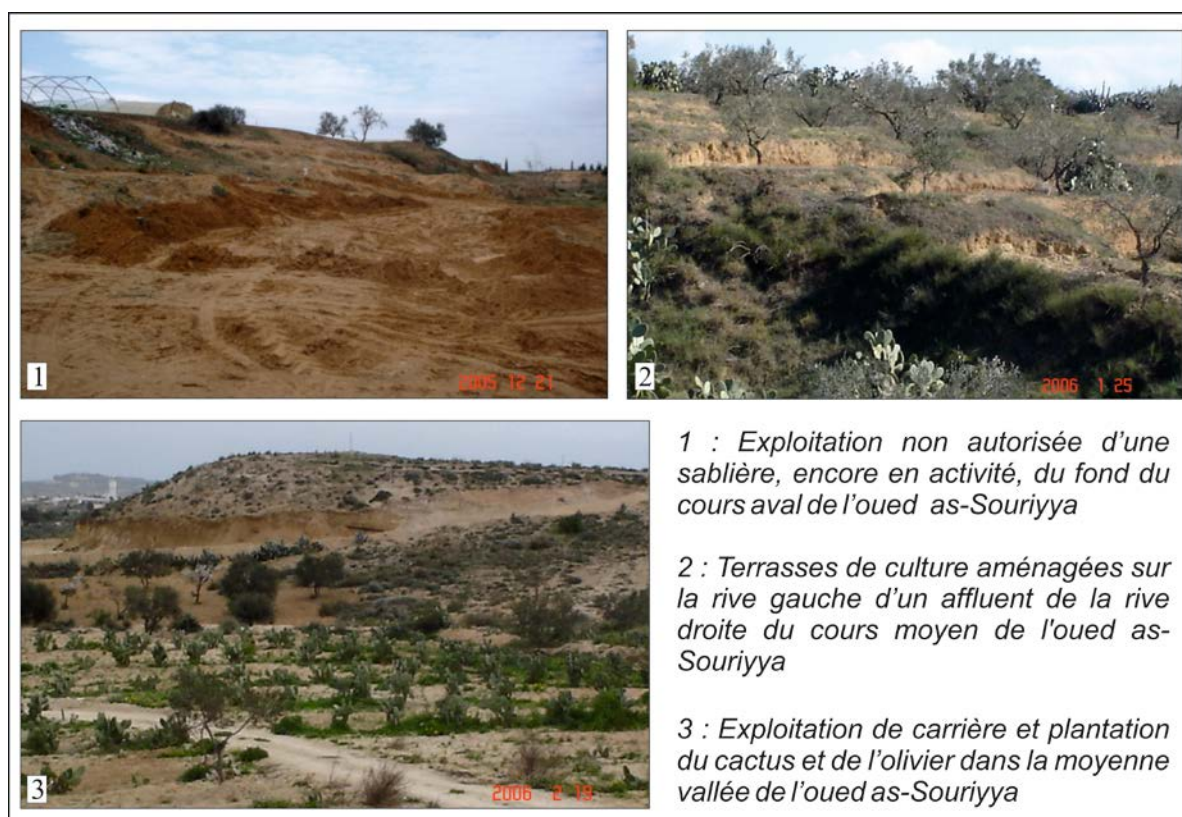 2005 12 21
1
2006 1 25
2
2006 2 19
3
1 : Exploitation non autorisée d’une
sablière, encore en activité, du fond du
cours aval de l’oued as-Souriyya
2 : Terrasses de culture aménagées sur
la rive gauche d’un affluent de la rive
droite du cours moyen de l'oued as-
Souriyya
3 : Exploitation de carrière et plantation
du cactus et de l’olivier dans la moyenne
vallée de l’oued as-Souriyya